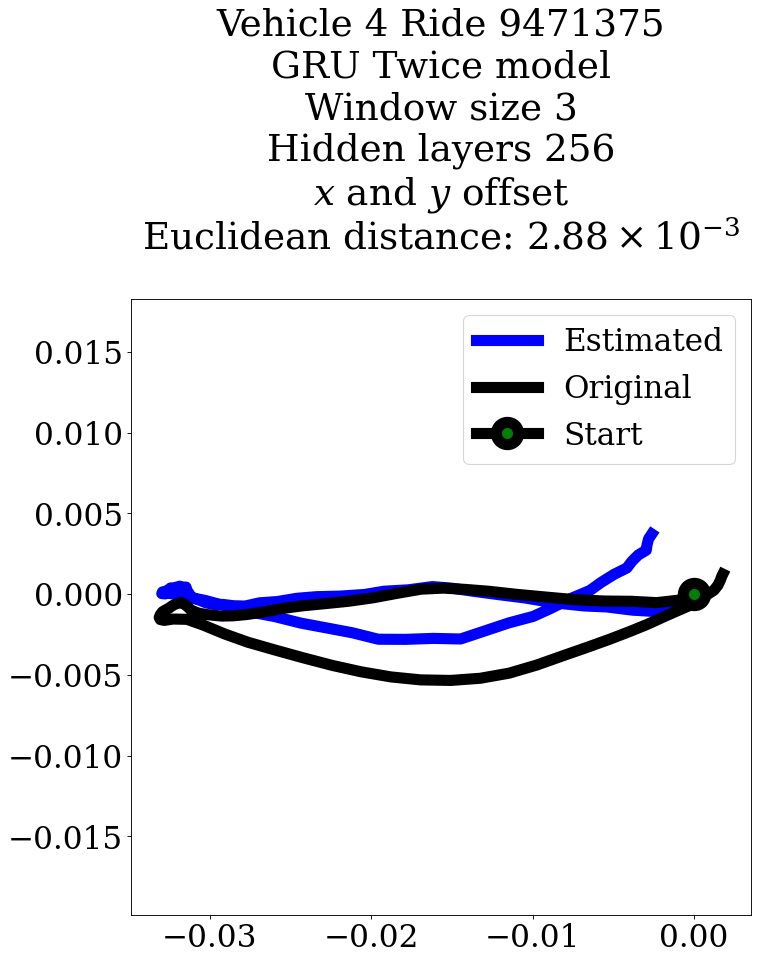 Vehicle 4 Ride 9471375
GRU Twice model
Window size 3
Hidden layers 256
x and y offset
Euclidean distance: 2.88 × 10⁻³
Estimated
Original
Start
0.015
0.010
0.005
0.000
−0.005
−0.010
−0.015
−0.03 −0.02 −0.01 0.00